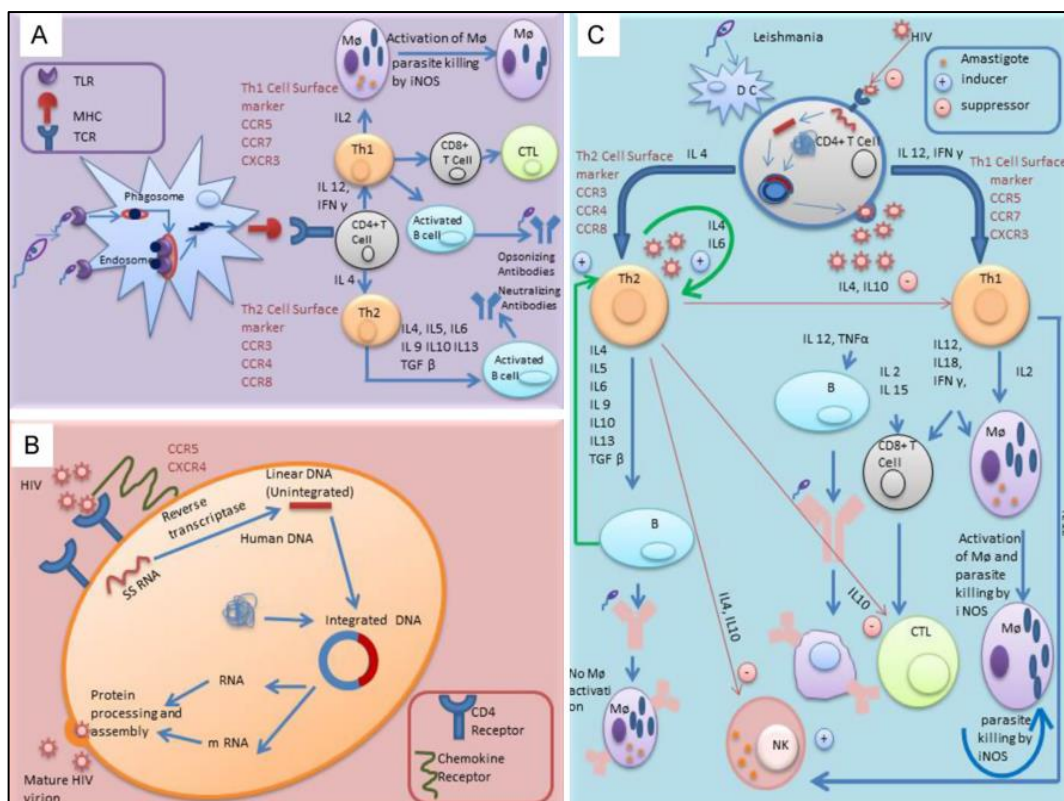 A
TLR
MHC
TCR
Phagosome
Endosome
Th1 Cell Surface
marker
CCR5
CCR7
CXCR3
Mø
Activation of Mø
parasite killing
by iNOS
Mø
IL2
Th1
CD8+
T Cell
CTL
IL 12,
IFN γ
CD4+ T
Cell
Activated
B cell
Opsonizing
Antibodies
IL 4
Th2 Cell Surface
marker
CCR3
CCR4
CCR8
Th2
IL4, IL5, IL6
IL 9 IL10 IL13
TGF β
Neutralizing
Antibodies
Activated
B cell
B
HIV
CCR5
CXCR4
Reverse
transcriptase
SS RNA
Linear DNA
(Unintegrated)
Human DNA
Integrated DNA
RNA
m RNA
Protein
processing and
assembly
Mature HIV
virion
CD4
Receptor
Chemokine
Receptor
C
Leishmania
HIV
D C
Amastigote
+ inducer
- suppressor
-
CD4+ T Cell
Th2 Cell Surface
marker
CCR3
CCR4
CCR8
IL 4
IL 12, IFN γ
Th1 Cell Surface
marker
CCR5
CCR7
CXCR3
IL4
IL6
+
+
Th2
IL4, IL10
-
Th1
IL4
IL5
IL6
IL 9
IL10
IL13
TGF β
IL 12, TNFα
B
IL 2
IL 15
IL12,
IL18,
IFN γ,
IL2
CD8+ T
Cell
Mø
B
Activation
of Mø and
parasite
killing by
i NOS
IL4, IL10
IL10
-
CTL
Mø
No Mø
activati
on
Mø
-
NK
+
parasite
killing by
iNOS